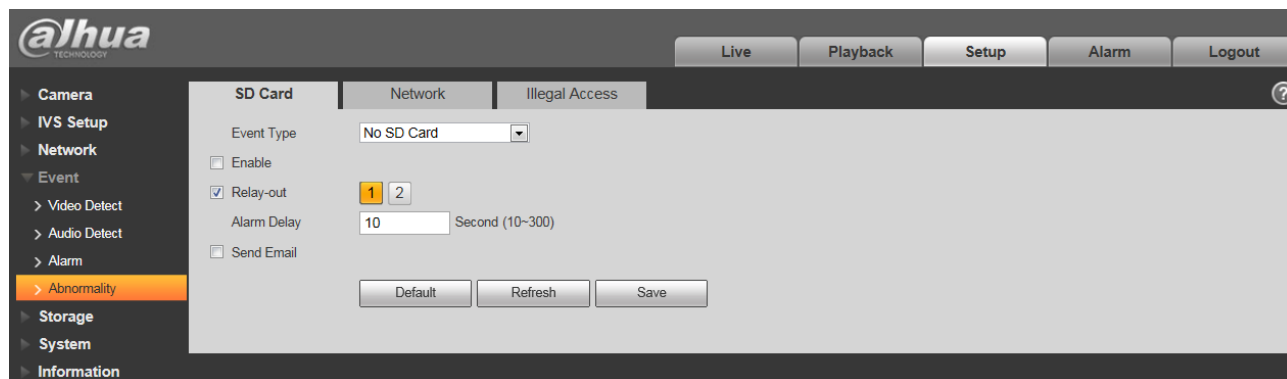 alhua
TECHNOLOGY
Live Playback Setup Alarm Logout
Camera
IVS Setup
Network
Event
Video Detect
Audio Detect
Alarm
Abnormality
Storage
System
Information
SD Card Network Illegal Access
Event Type No SD Card
Enable
Relay-out 1 2
Alarm Delay 10 Second (10~300)
Send Email
Default Refresh Save